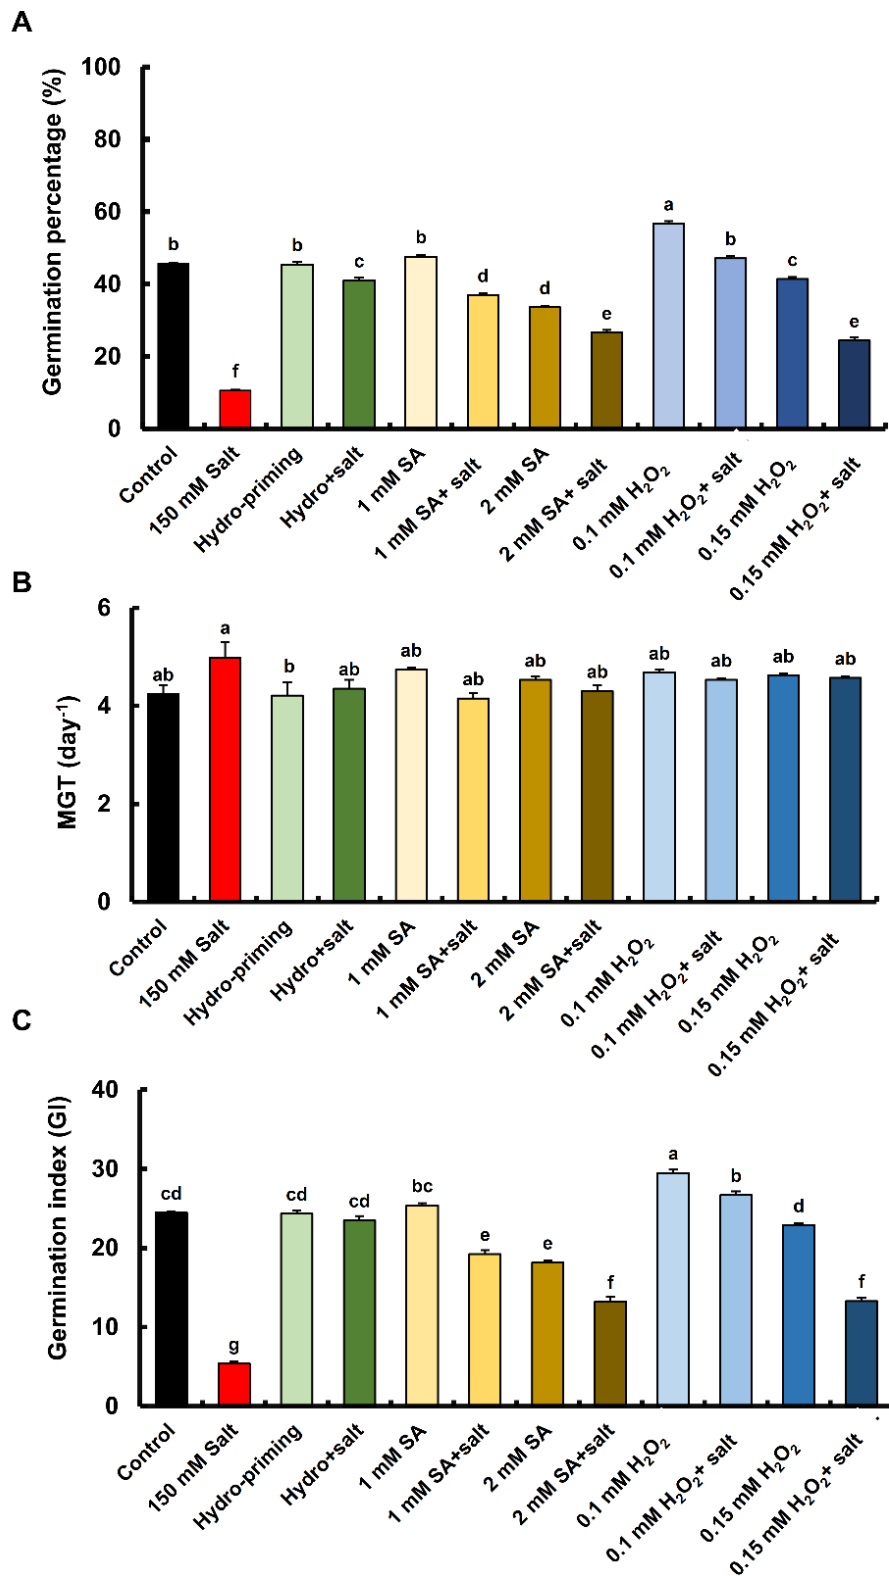 A
Germination percentage (%)
100
80
60
40
20
0
b
f
b
c
b
d
d
e
a
b
c
e
Control
150 mM Salt
Hydro-priming
Hydro+salt
1 mM SA
1 mM SA+ salt
2 mM SA
2 mM SA+ salt
0.1 mM H₂O₂
0.1 mM H₂O₂+ salt
0.15 mM H₂O₂
0.15 mM H₂O₂+ salt
B
MGT (day⁻¹)
6
4
2
0
ab
a
b
ab
ab
ab
ab
ab
ab
ab
ab
ab
Control
150 mM Salt
Hydro-priming
Hydro+salt
1 mM SA
1 mM SA+salt
2 mM SA
2 mM SA+salt
0.1 mM H₂O₂
0.1 mM H₂O₂+ salt
0.15 mM H₂O₂
0.15 mM H₂O₂+ salt
C
Germination index (GI)
40
30
20
10
0
cd
g
cd
cd
bc
e
e
f
a
b
d
f
Control
150 mM Salt
Hydro-priming
Hydro+salt
1 mM SA
1 mM SA+salt
2 mM SA
2 mM SA+salt
0.1 mM H₂O₂
0.1 mM H₂O₂+ salt
0.15 mM H₂O₂
0.15 mM H₂O₂+ salt